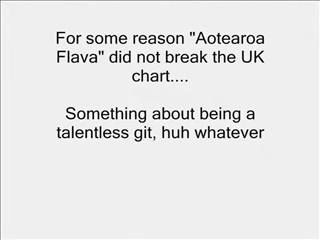 For some reason "Aotearoa
Flava" did not break the UK
chart....
Something about being a
talentless git, huh whatever